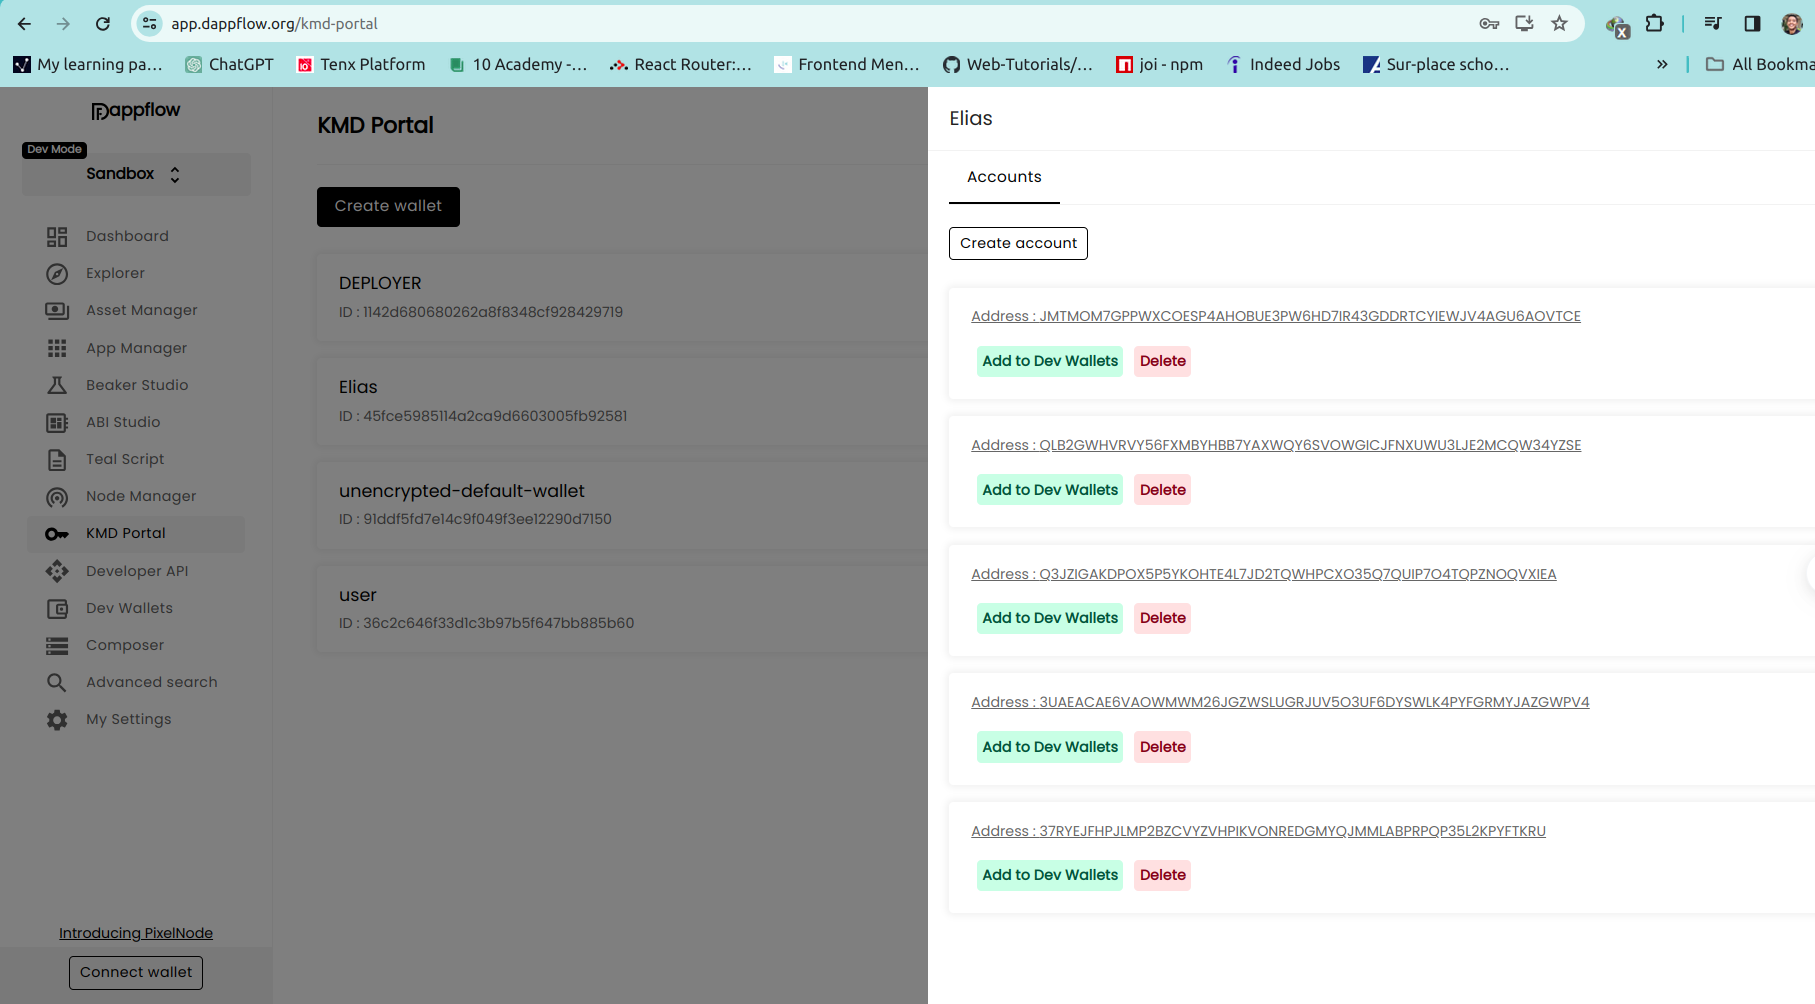 app.dappflow.org/kmd-portal
My learning pa...
ChatGPT
Tenx Platform
10 Academy -...
React Router:...
Frontend Men...
Web-Tutorials/...
joi - npm
Indeed Jobs
Sur-place scho...
»
All Bookma
Dappflow
Dev Mode
Sandbox
Dashboard
Explorer
Asset Manager
App Manager
Beaker Studio
ABI Studio
Teal Script
Node Manager
KMD Portal
Developer API
Dev Wallets
Composer
Advanced search
My Settings
Introducing PixelNode
Connect wallet
KMD Portal
Create wallet
DEPLOYER
ID : 1142d680680262a8f8348cf928429719
Elias
ID : 45fce5985114a2ca9d6603005fb92581
unencrypted-default-wallet
ID : 91ddf5fd7e14c9f049f3ee12290d7150
user
ID : 36c2c646f33d1c3b97b5f647bb885b60
Elias
Accounts
Create account
Address : JMTMOM7GPPWXCOESP4AHOBUE3PW6HD7IR43GDDRTCYIEWJV4AGU6AOVTCE
Add to Dev Wallets Delete
Address : QLB2GWHVRVY56FXMBYHBB7YAXWQY6SVOWGICJFNXUWU3LJE2MCQW34YZSE
Add to Dev Wallets Delete
Address : Q3JZIGAKDPOX5P5YKOHTE4L7JD2TQWHPCXO35Q7QUIP7O4TQPZNOQVXIEA
Add to Dev Wallets Delete
Address : 3UAEACAE6VAOWMWM26JGZWSLUGRJUV5O3UF6DYSWLK4PYFGRMYJAZGWPV4
Add to Dev Wallets Delete
Address : 37RYEJFHPJLMP2BZCVYZVHPIKVONREDGMYQJMMLABPRPQP35L2KPYFTKRU
Add to Dev Wallets Delete